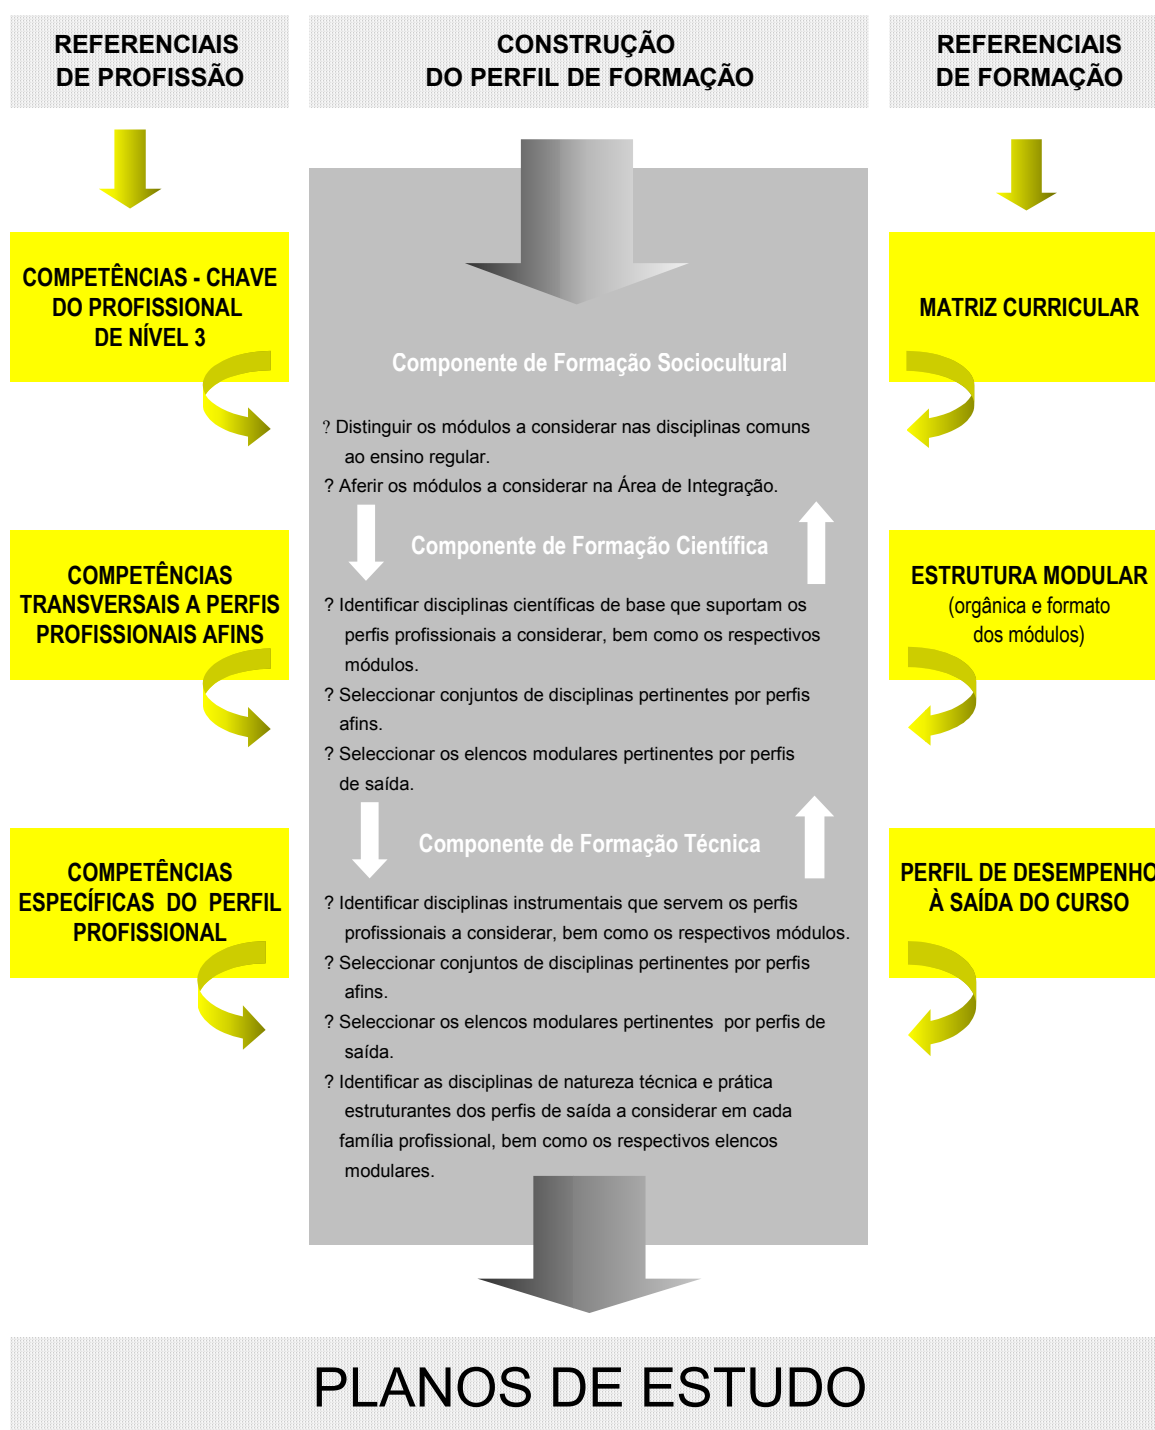 REFERENCIAIS
DE PROFISSÃO
CONSTRUÇÃO
DO PERFIL DE FORMAÇÃO
REFERENCIAIS
DE FORMAÇÃO
COMPETÊNCIAS - CHAVE
DO PROFISSIONAL
DE NÍVEL 3
MATRIZ CURRICULAR
Componente de Formação Sociocultural
? Distinguir os módulos a considerar nas disciplinas comuns
ao ensino regular.
? Aferir os módulos a considerar na Área de Integração.
COMPETÊNCIAS
TRANSVERSAIS A PERFIS
PROFISSIONAIS AFINS
Componente de Formação Científica
ESTRUTURA MODULAR
(orgânica e formato
dos módulos)
? Identificar disciplinas científicas de base que suportam os
perfis profissionais a considerar, bem como os respectivos
módulos.
? Seleccionar conjuntos de disciplinas pertinentes por perfis
afins.
? Seleccionar os elencos modulares pertinentes por perfis
de saída.
COMPETÊNCIAS
ESPECÍFICAS DO PERFIL
PROFISSIONAL
Componente de Formação Técnica
PERFIL DE DESEMPENHO
À SAÍDA DO CURSO
? Identificar disciplinas instrumentais que servem os perfis
profissionais a considerar, bem como os respectivos módulos.
? Seleccionar conjuntos de disciplinas pertinentes por perfis
afins.
? Seleccionar os elencos modulares pertinentes por perfis de
saída.
? Identificar as disciplinas de natureza técnica e prática
estruturantes dos perfis de saída a considerar em cada
família profissional, bem como os respectivos elencos
modulares.
PLANOS DE ESTUDO